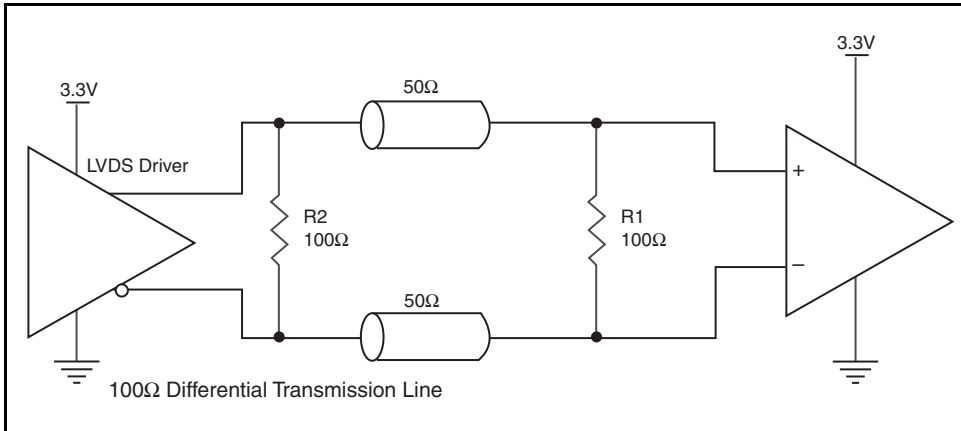 3.3V
3.3V
50Ω
LVDS Driver
+
R2
100Ω
R1
100Ω
−
50Ω
100Ω Differential Transmission Line